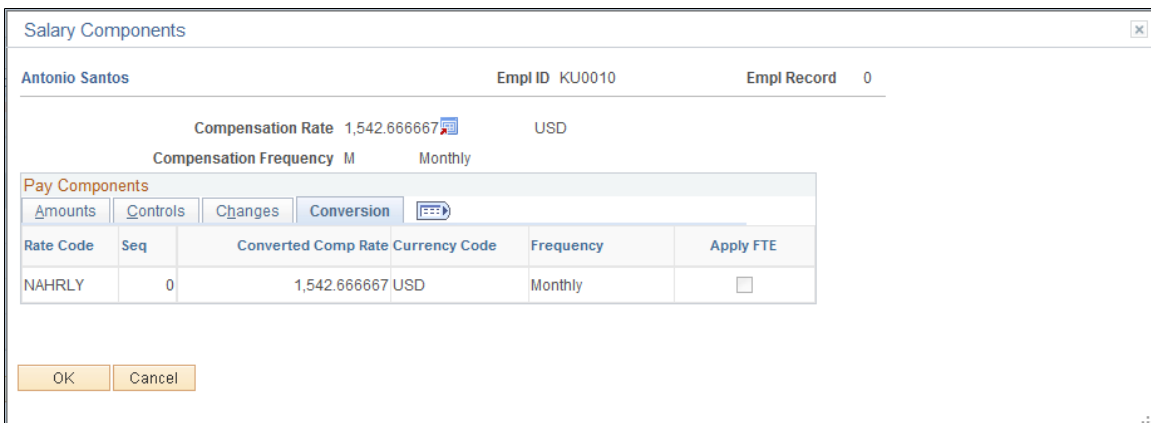 Salary Components
Antonio Santos Empl ID KU0010 Empl Record 0
Compensation Rate 1,542.666667 USD
Compensation Frequency M Monthly
Pay Components
Amounts Controls Changes Conversion
Rate Code Seq Converted Comp Rate Currency Code Frequency Apply FTE
NAHRLY 0 1,542.666667 USD Monthly
OK Cancel